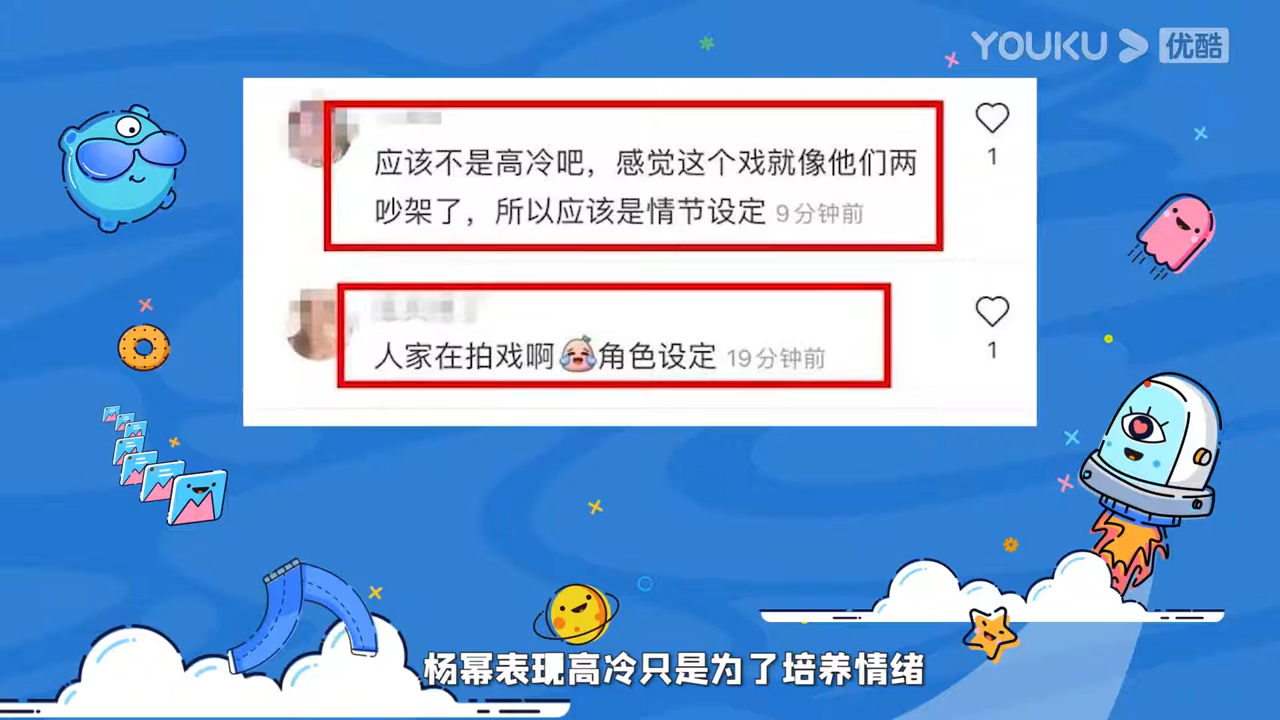 YOUKU 优酷
应该不是高冷吧，感觉这个戏就像他们两
吵架了，所以应该是情节设定 9分钟前
1
人家在拍戏啊角色设定 19分钟前
1
杨幂表现高冷只是为了培养情绪